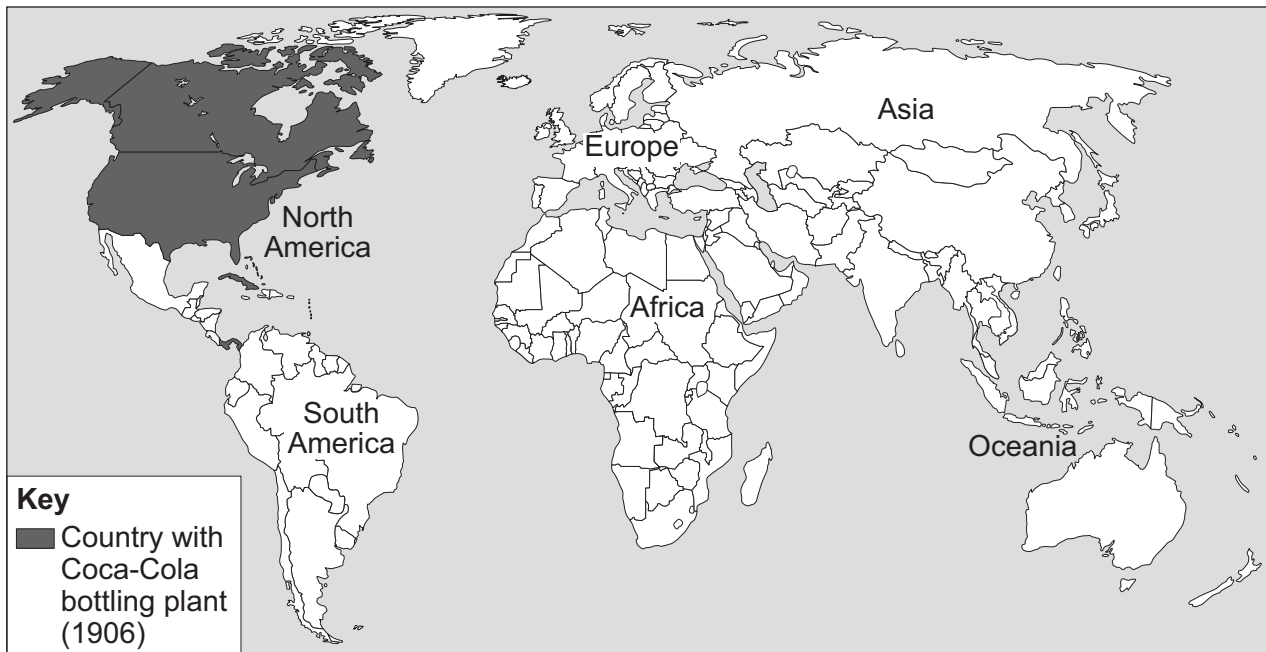 Asia
Europe
North
America
Africa
South
America
Oceania
Key
Country with
Coca-Cola
bottling plant
(1906)